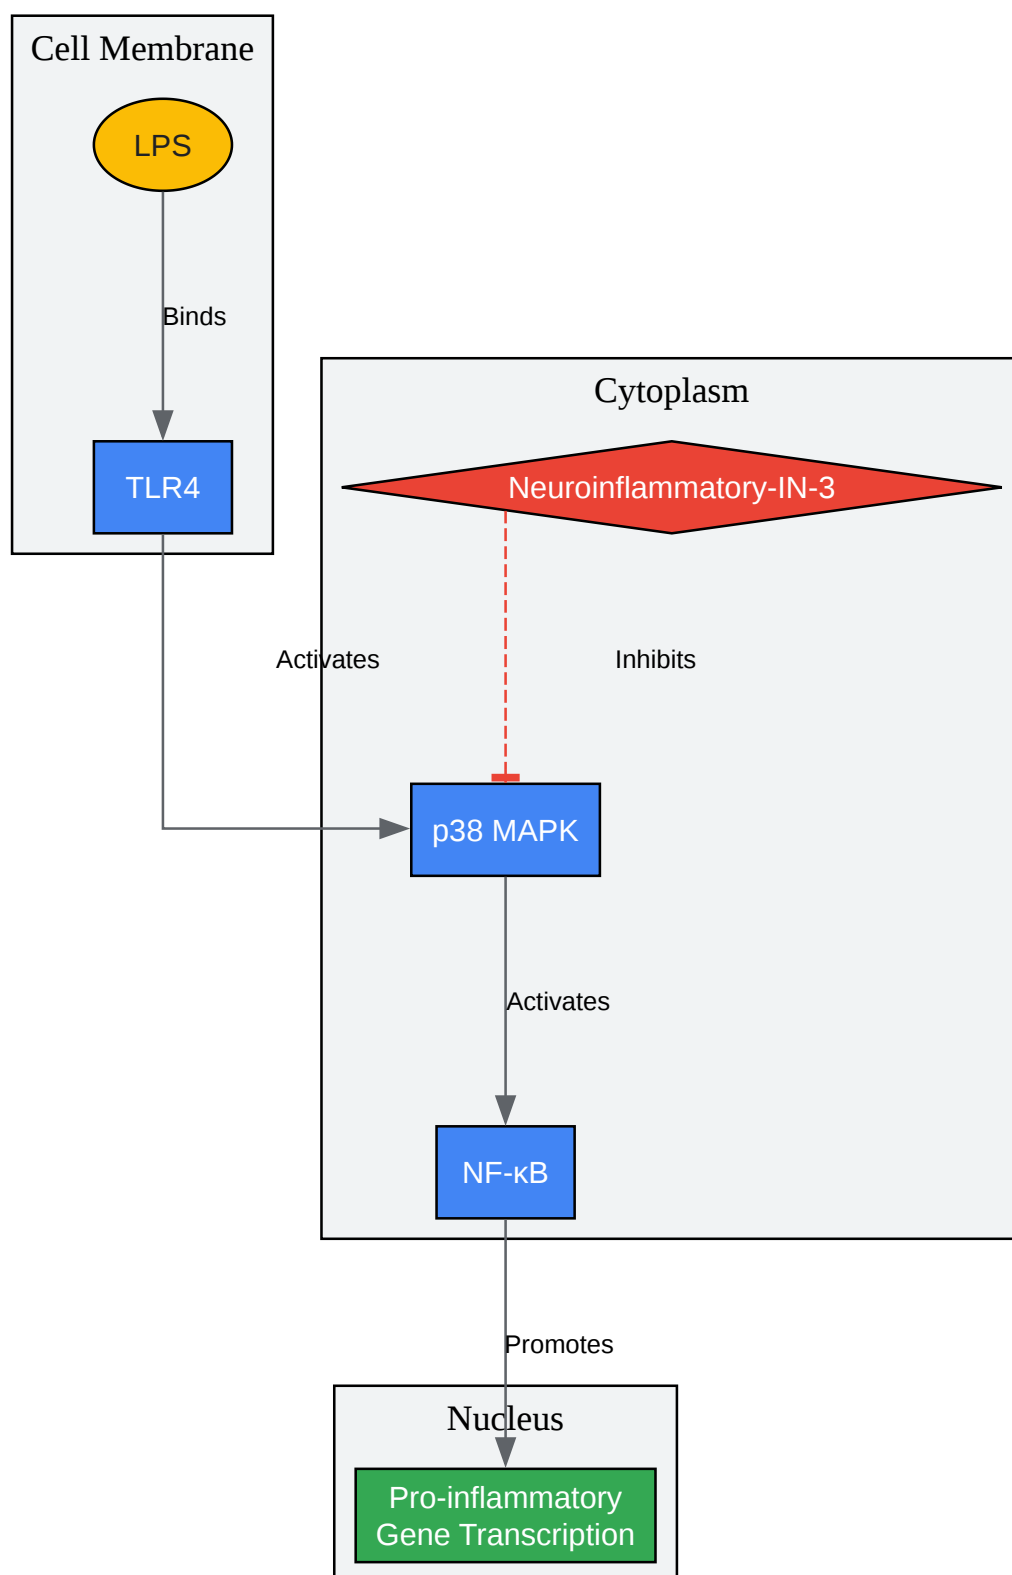 Cell Membrane
LPS
Binds
Cytoplasm
TLR4
Neuroinflammatory-IN-3
Activates
Inhibits
p38 MAPK
Activates
NF-κB
Promotes
Nucleus
Pro-inflammatory
Gene Transcription